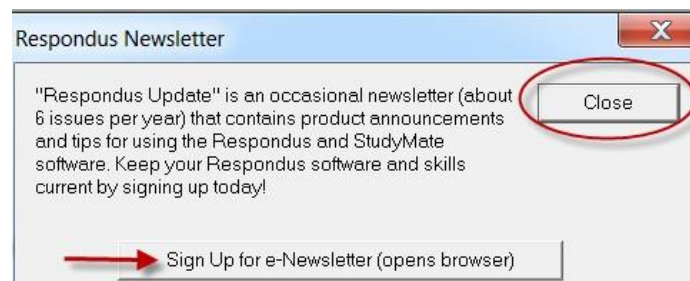 Respondus Newsletter
X
"Respondus Update" is an occasional newsletter (about
6 issues per year) that contains product announcements
and tips for using the Respondus and StudyMate
software. Keep your Respondus software and skills
current by signing up today!
Close
Sign Up for e-Newsletter (opens browser)